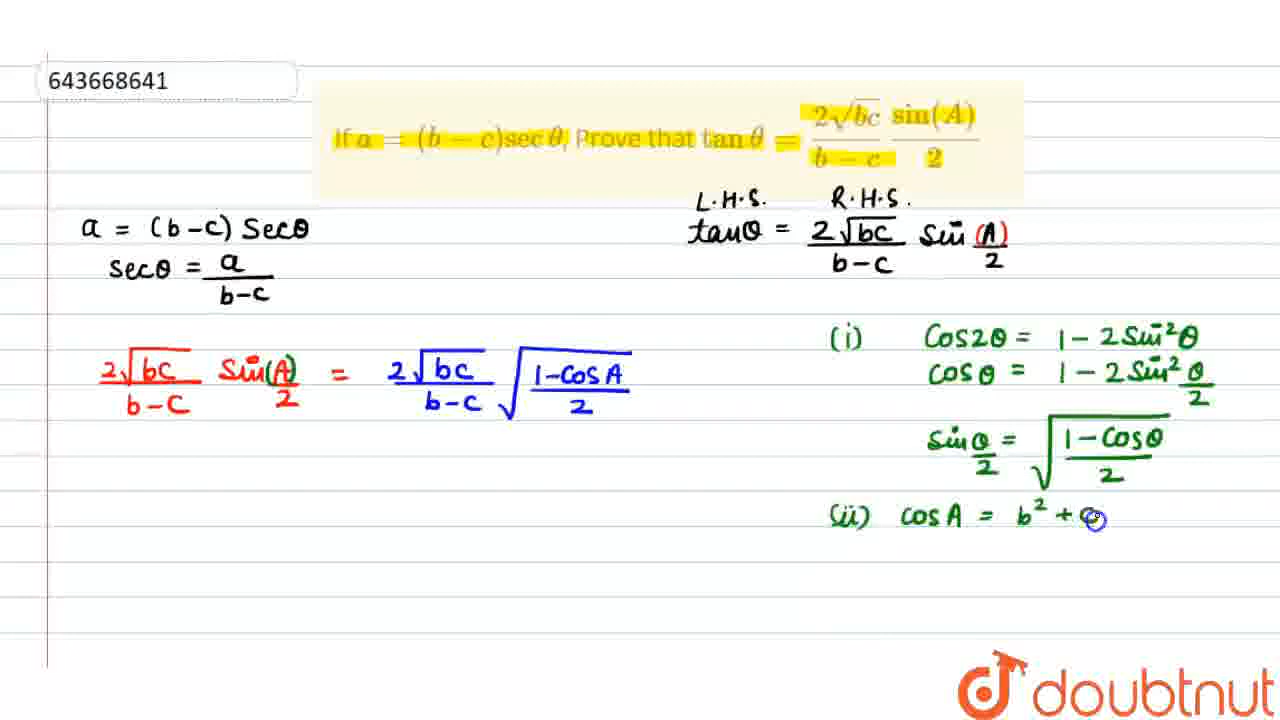 643668641
If a = (b − c)sec θ, Prove that tan θ = 2√bc/b − c sin(A)/2
L.H.S. R.H.S.
a = (b-c) Secθ
tanθ = 2√bc/b-c sin (A)/2
secθ = a/b-c
(i) Cos2θ = 1 - 2Sin²θ
cosθ = 1 - 2Sin² θ/2
2√bc/b-c Sin(A)/2 = 2√bc/b-c √1-CosA/2
sin θ/2 = √1-Cosθ/2
(ii) cosA = b² + c
doubtnut